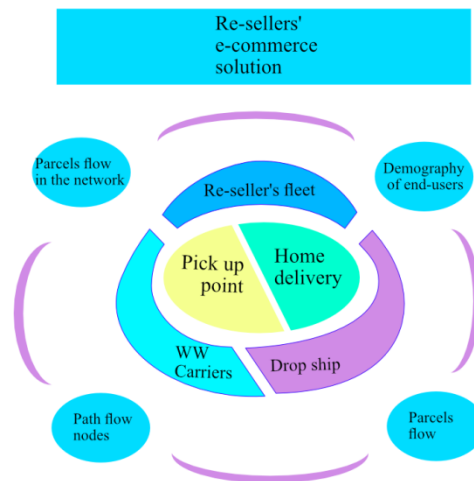 Re-sellers'
e-commerce
solution
Parcels flow
in the network
Demography
of end-users
Re-seller's fleet
Pick up
point
Home
delivery
WW
Carriers
Drop ship
Path flow
nodes
Parcels
flow